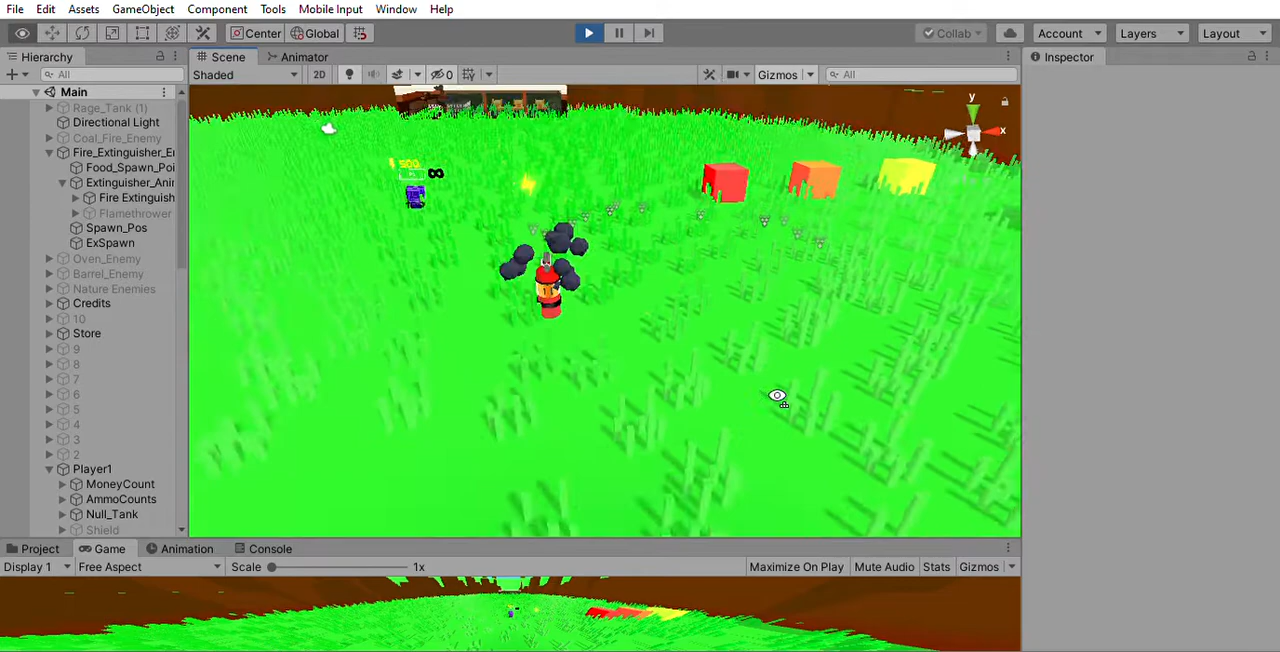 File Edit Assets GameObject Component Tools Mobile Input Window Help
Center Global Collab Account Layers Layout
Hierarchy Scene Animator Inspector
All Shaded 2D 0 Gizmos All
Main
Rage_Tank (1)
Directional Light
Coal_Fire_Enemy
Fire_Extinguisher_En
Food_Spawn_Poi
Extinguisher_Anin
Fire Extinguish
Flamethrower
Spawn_Pos
ExSpawn
Oven_Enemy
Barrel_Enemy
Nature Enemies
Credits
10
Store
9
8
7
6
5
4
3
2
Player1
MoneyCount
AmmoCounts
Null_Tank
Shield
y
x
500
∞
Project Game Animation Console
Display 1 Free Aspect Scale 1x Maximize On Play Mute Audio Stats Gizmos